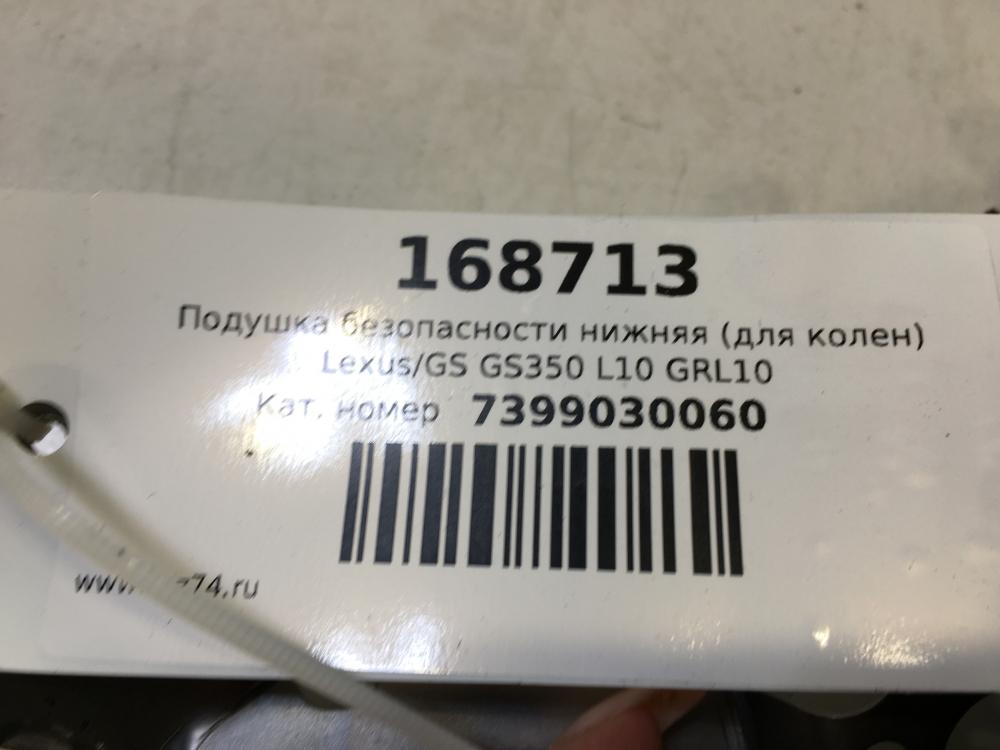 168713
Подушка безопасности нижняя (для колен)
Lexus/GS GS350 L10 GRL10
Кат. номер 7399030060